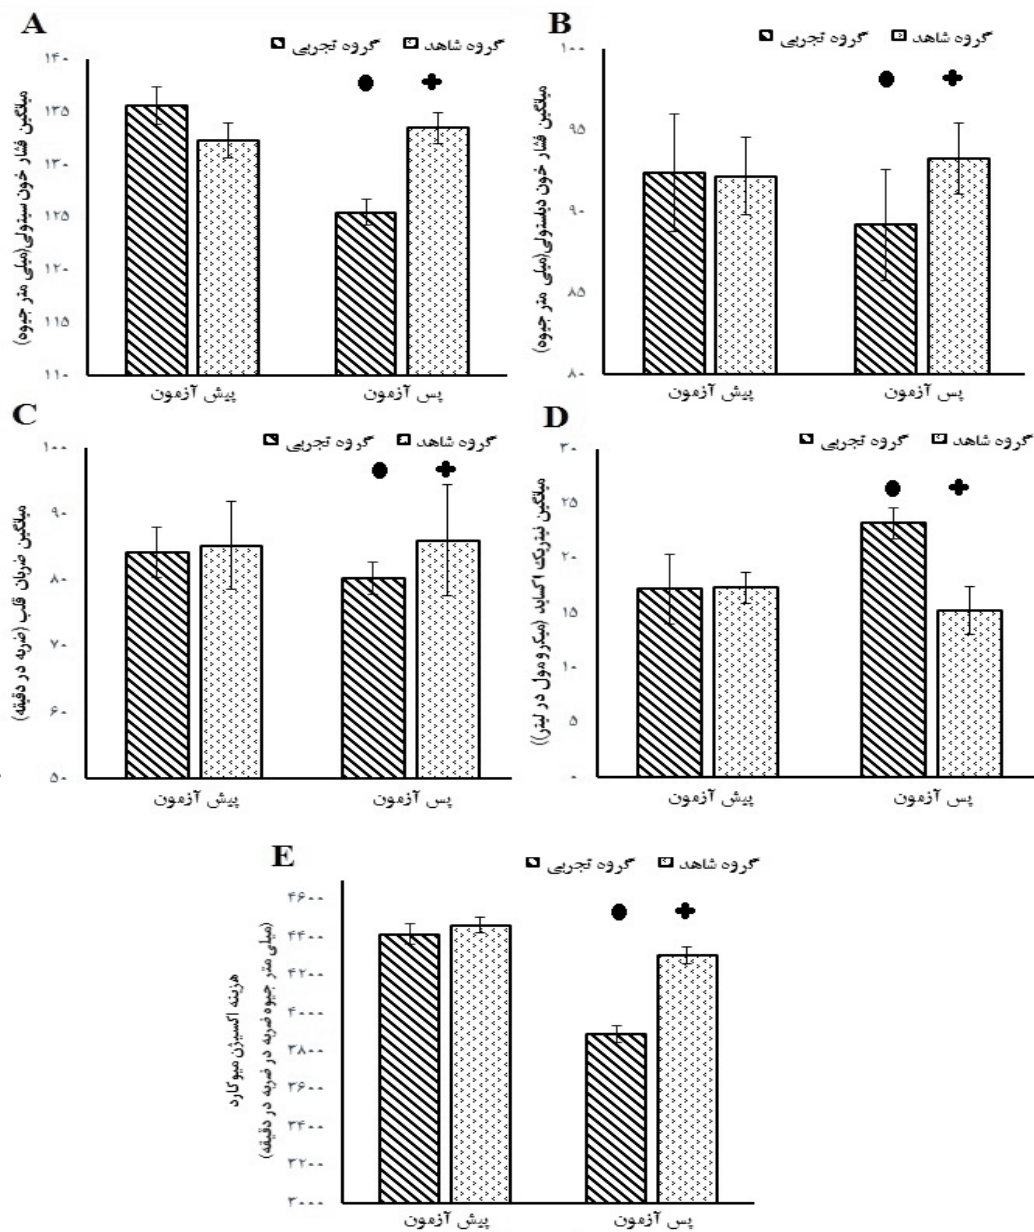 A
گروه تجربی گروه شاهد
میانگین فشار خون سیتولی(میلی متر جیوه)
۱۴۰
۱۳۵
۱۳۰
۱۲۵
۱۲۰
۱۱۵
۱۱۰
پیش آزمون پس آزمون
B
گروه تجربی گروه شاهد
میانگین فشار خون دیاستولی(میلی متر جیوه)
۱۰۰
۹۵
۹۰
۸۵
۸۰
پیش آزمون پس آزمون
C
گروه تجربی گروه شاهد
میانگین ضربان قلب (ضربه در دقیقه)
۱۰۰
۹۰
۸۰
۷۰
۶۰
۵۰
پیش آزمون پس آزمون
D
گروه تجربی گروه شاهد
میانگین نیتریک اکساید (میکرو مول در لیتر))
۳۰
۲۵
۲۰
۱۵
۱۰
۵
۰
پیش آزمون پس آزمون
E
گروه تجربی گروه شاهد
هزینه اکسیژن میوکارد
(میلی متر جیوه ضربه در ضربه در دقیقه)
۴۶۰۰
۴۴۰۰
۴۲۰۰
۴۰۰۰
۳۸۰۰
۳۶۰۰
۳۴۰۰
۳۲۰۰
۳۰۰۰
پیش آزمون پس آزمون